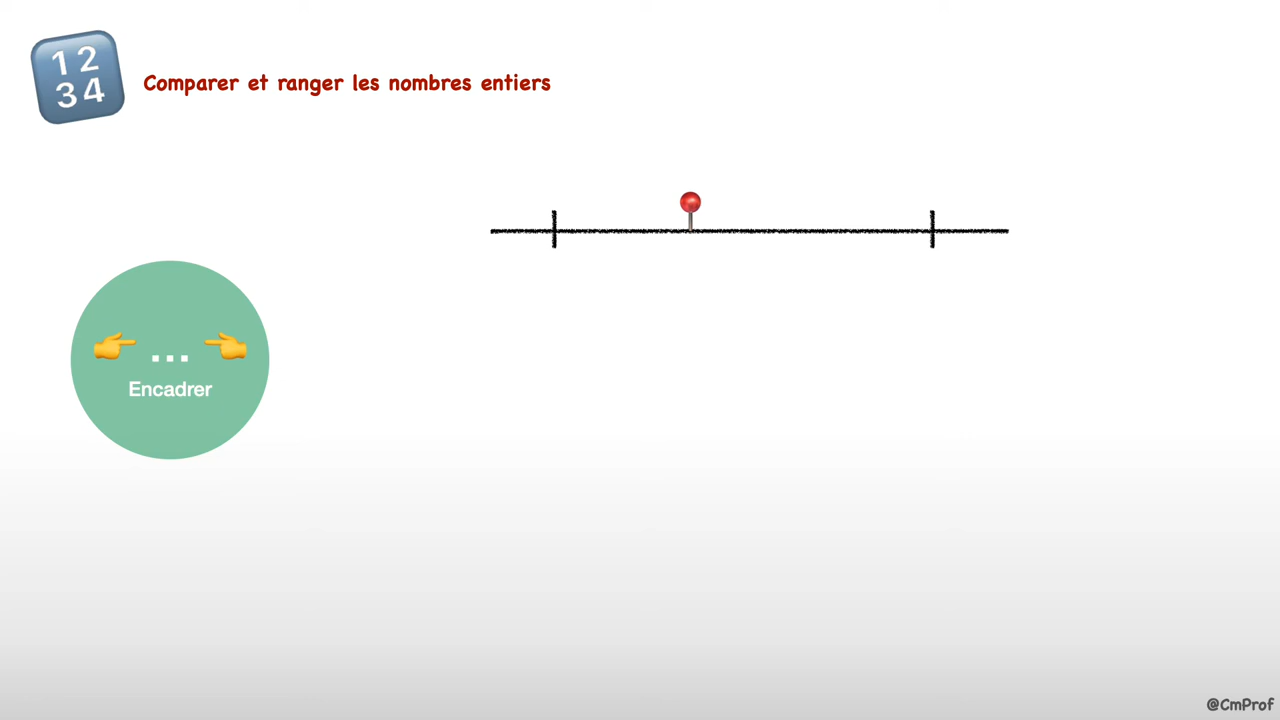 1 2
3 4
Comparer et ranger les nombres entiers
...
Encadrer
@CmProf